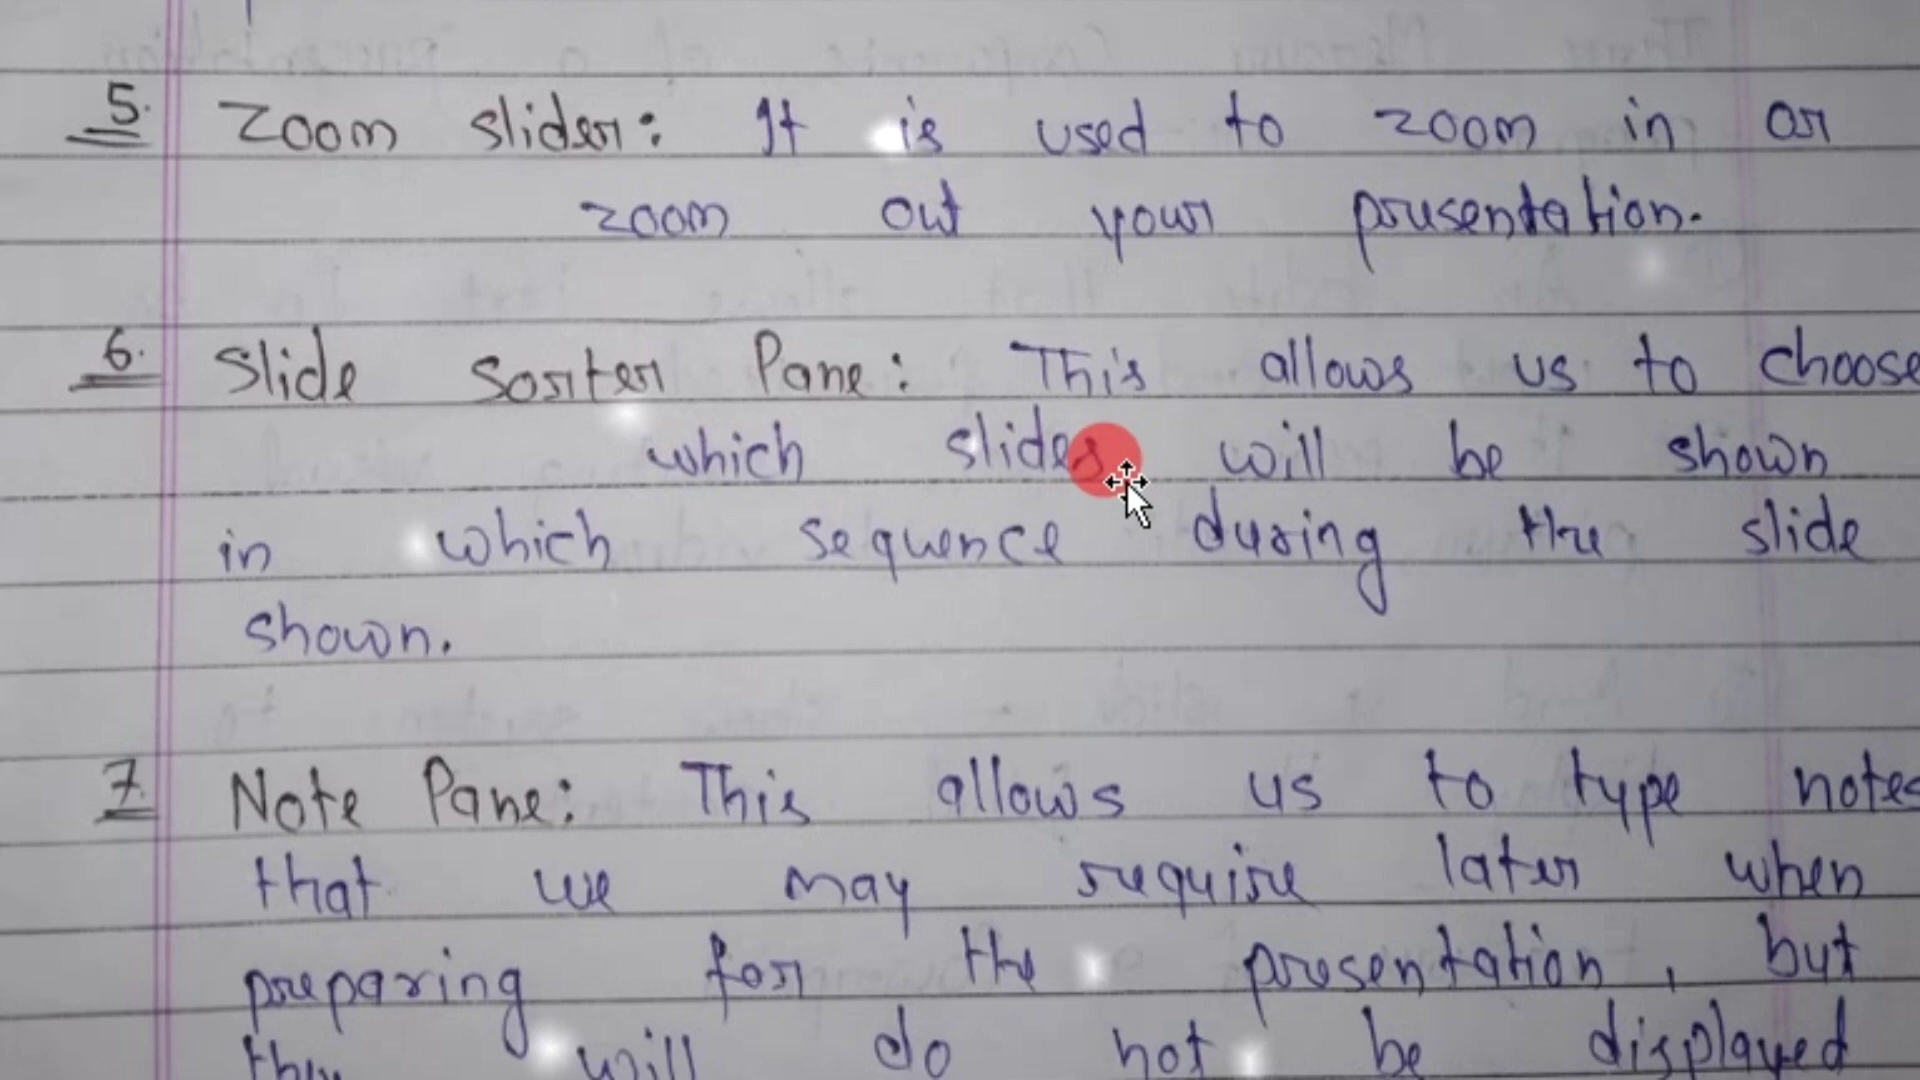 5. Zoom slider: It is used to zoom in or
zoom out your presentation.
6. Slide Sorter Pane: This allows us to choose
which slides will be shown
in which sequence during the slide
shown.
7. Note Pane: This allows us to type notes
that we may require later when
preparing for the presentation, but
they will do not be displayed